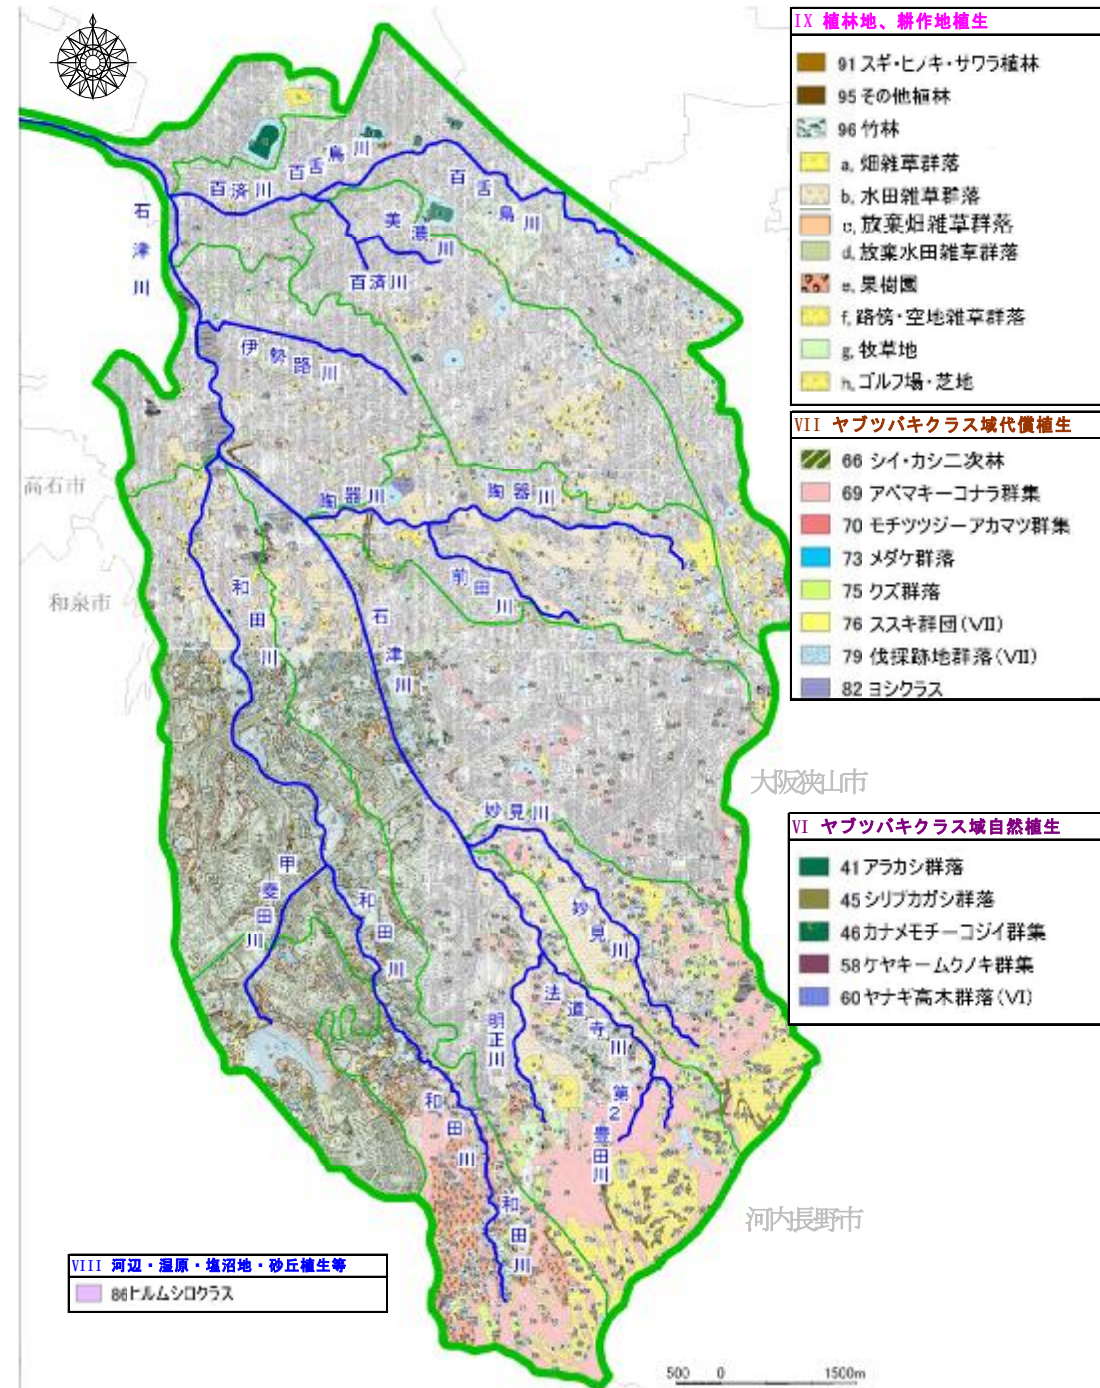 IX 植林地、耕作地植生
91 スギ・ヒノキ・サワラ植林
95 その他植林
96 竹林
a, 畑雑草群落
b, 水田雑草群落
c, 放棄畑雑草群落
d, 放棄水田雑草群落
e, 果樹園
f, 路傍・空地雑草群落
g, 牧草地
h, ゴルフ場・芝地
VII ヤブツバキクラス域代償植生
66 シイ・カシ二次林
69 アベマキーコナラ群集
70 モチツツジーアカマツ群集
73 メダケ群落
75 クズ群落
76 ススキ群団(VII)
79 伐採跡地群落(VII)
82 ヨシクラス
VI ヤブツバキクラス域自然植生
41 アラカシ群落
45 シリブカガシ群落
46 カナメモチーコジイ群集
58 ケヤキームクノキ群集
60 ヤナギ高木群落(VI)
VIII 河辺・湿原・塩沼地・砂丘植生等
86 ヒルムシロクラス
百済川
百舌鳥川
百舌鳥川
石津川
美濃川
百済川
伊勢路川
高石市
陶器川
陶器川
和泉市
和田川
前田川
石津川
大阪狭山市
妙見川
甲斐田川
和田川
妙見川
法道寺川
明正川
第2豊田川
和田川
和田川
河内長野市
500 0 1500m